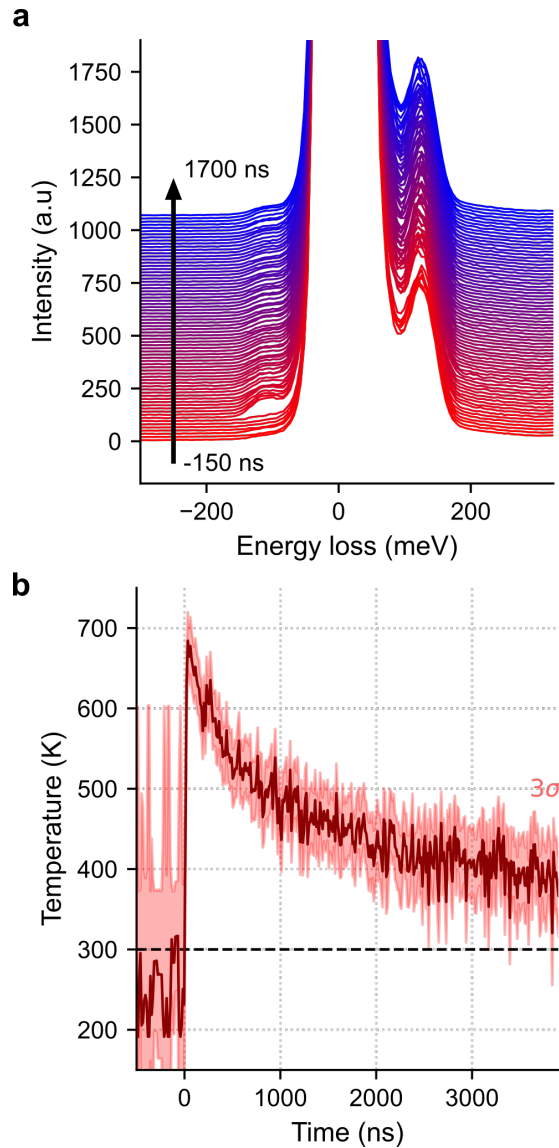 a
1750
1500
1250
1000
750
500
250
0
Intensity (a.u)
1700 ns
-150 ns
−200
0
200
Energy loss (meV)
b
700
600
500
400
300
200
Temperature (K)
3σ
0
1000
2000
3000
Time (ns)